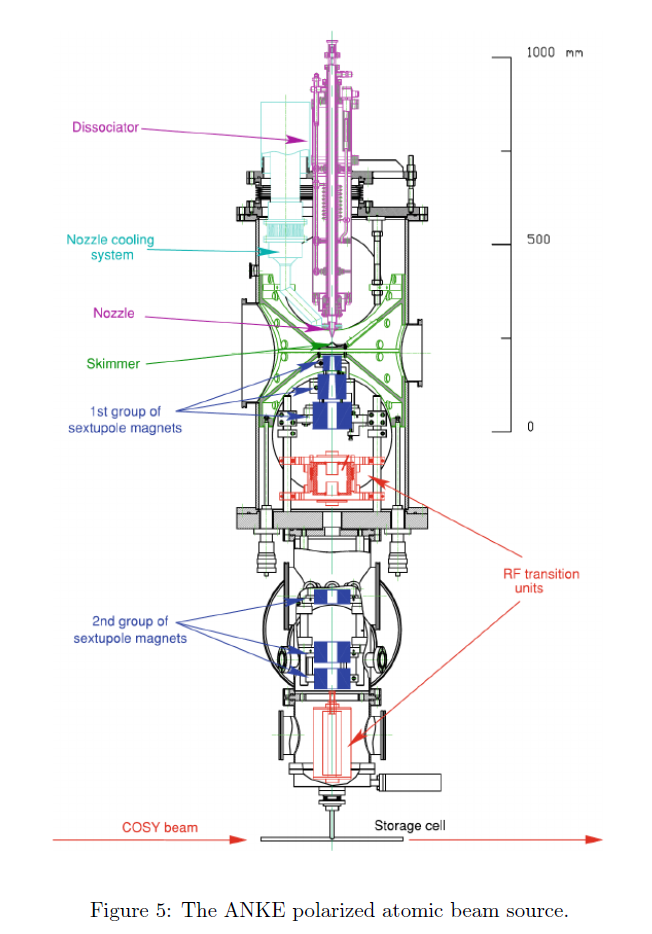 1000 mm
Dissociator
Nozzle cooling
system
500
Nozzle
Skimmer
1st group of
sextupole magnets
0
RF transition
units
2nd group of
sextupole magnets
COSY beam
Storage cell
Figure 5: The ANKE polarized atomic beam source.